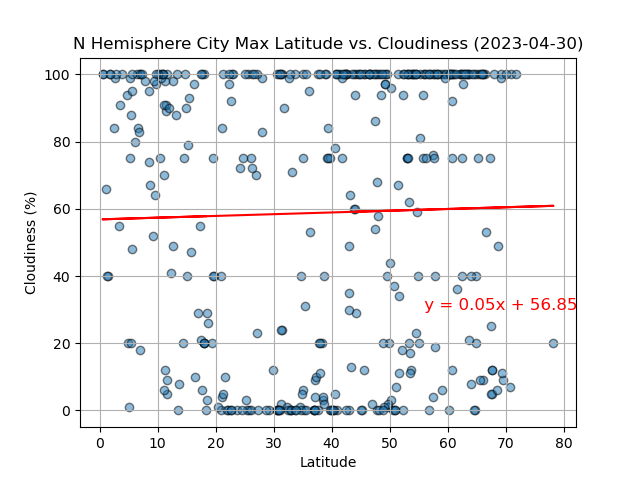 N Hemisphere City Max Latitude vs. Cloudiness (2023-04-30)
Cloudiness (%)
100
80
60
40
20
0
y = 0.05x + 56.85
0 10 20 30 40 50 60 70 80
Latitude